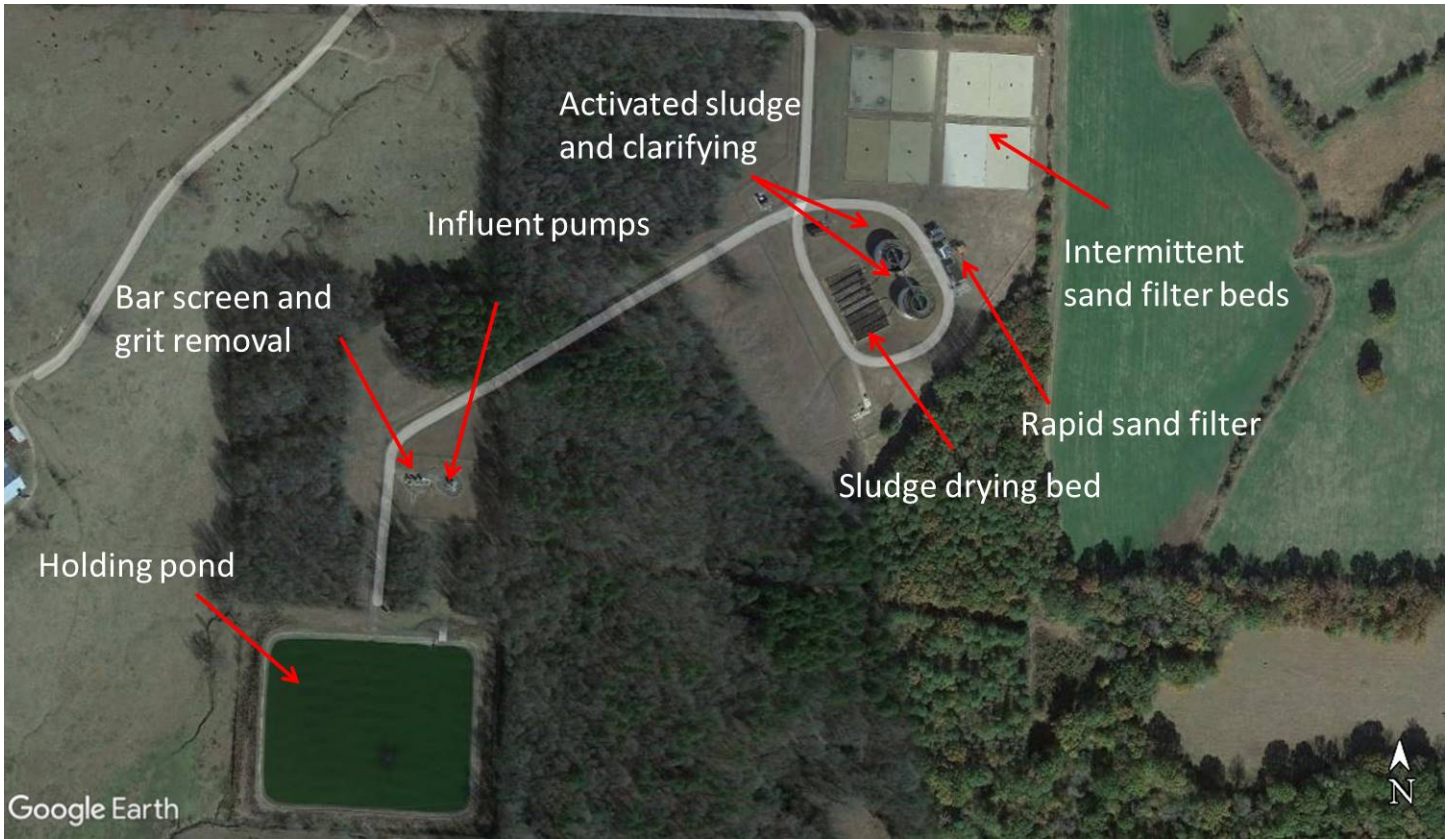 Activated sludge
and clarifying
Influent pumps
Intermittent
sand filter beds
Bar screen and
grit removal
Rapid sand filter
Sludge drying bed
Holding pond
Google Earth
N